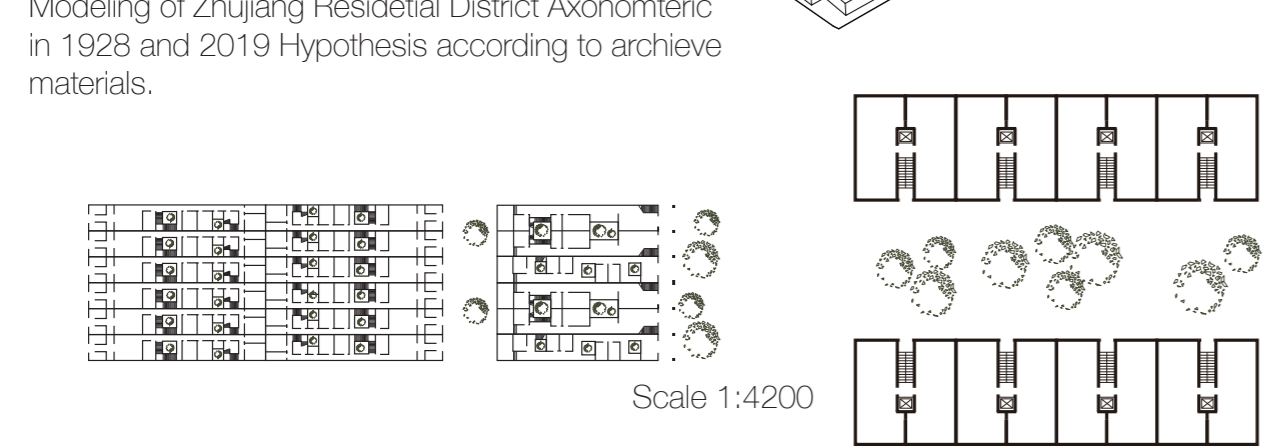 Modeling of Zhujiang Residetial District Axonomteric
in 1928 and 2019 Hypothesis according to archieve
materials.
Scale 1:4200